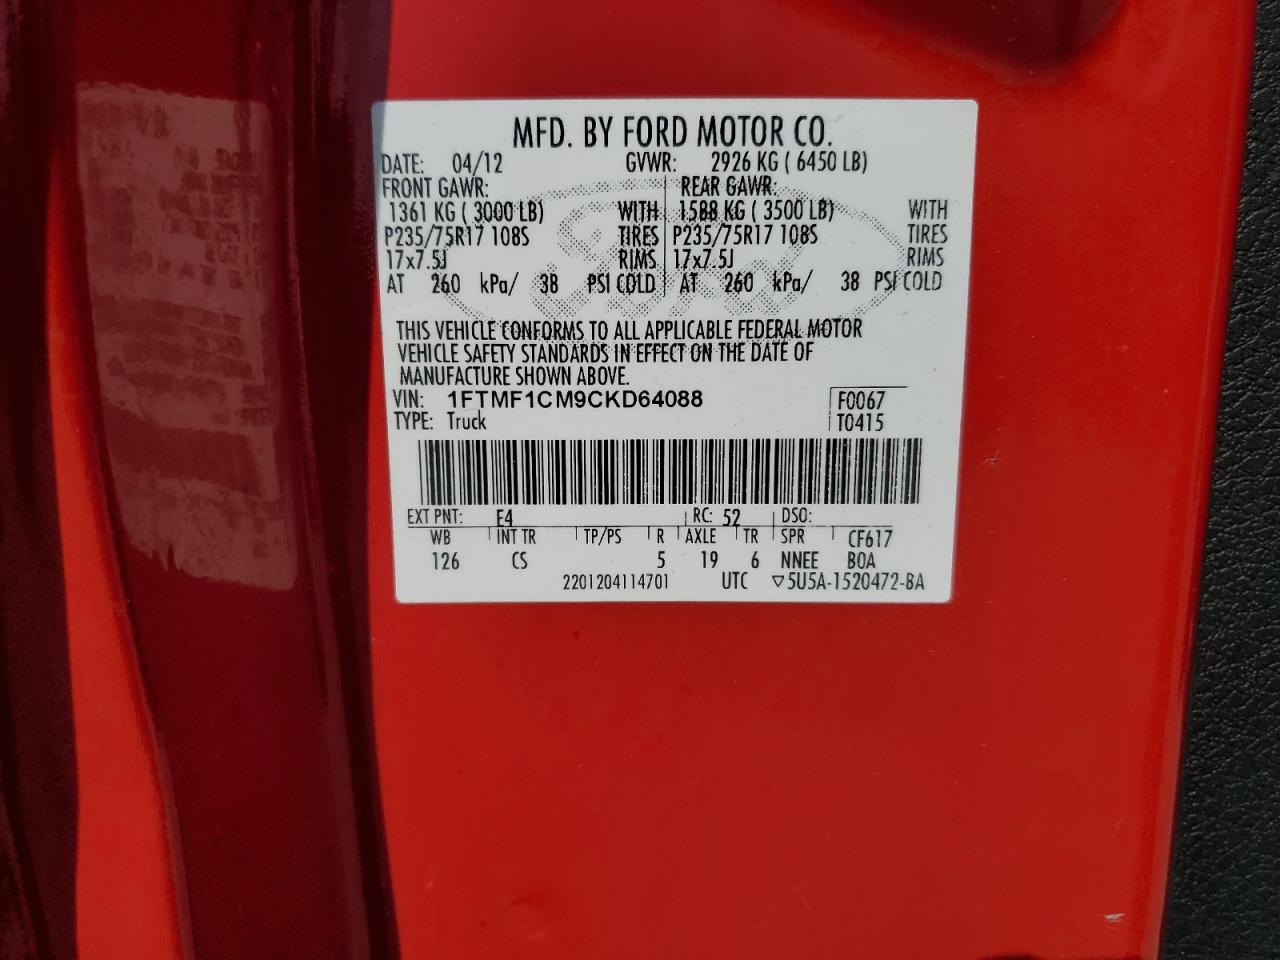 MFD. BY FORD MOTOR CO.
DATE: 04/12 GVWR: 2926 KG ( 6450 LB)
FRONT GAWR: REAR GAWR:
1361 KG ( 3000 LB) WITH 1588 KG ( 3500 LB) WITH
P235/75R17 108S TIRES P235/75R17 108S TIRES
17x7.5J RIMS 17x7.5J RIMS
AT 260 kPa/ 38 PSI COLD AT 260 kPa/ 38 PSI COLD
THIS VEHICLE CONFORMS TO ALL APPLICABLE FEDERAL MOTOR
VEHICLE SAFETY STANDARDS IN EFFECT ON THE DATE OF
MANUFACTURE SHOWN ABOVE.
VIN: 1FTMF1CM9CKD64088 F0067
TYPE: Truck T0415
EXT PNT: E4 RC: 52 DSO:
WB INT TR TP/PS R AXLE TR SPR CF617
126 CS 5 19 6 NNEE BOA
2201204114701 UTC ▽5U5A-1520472-BA